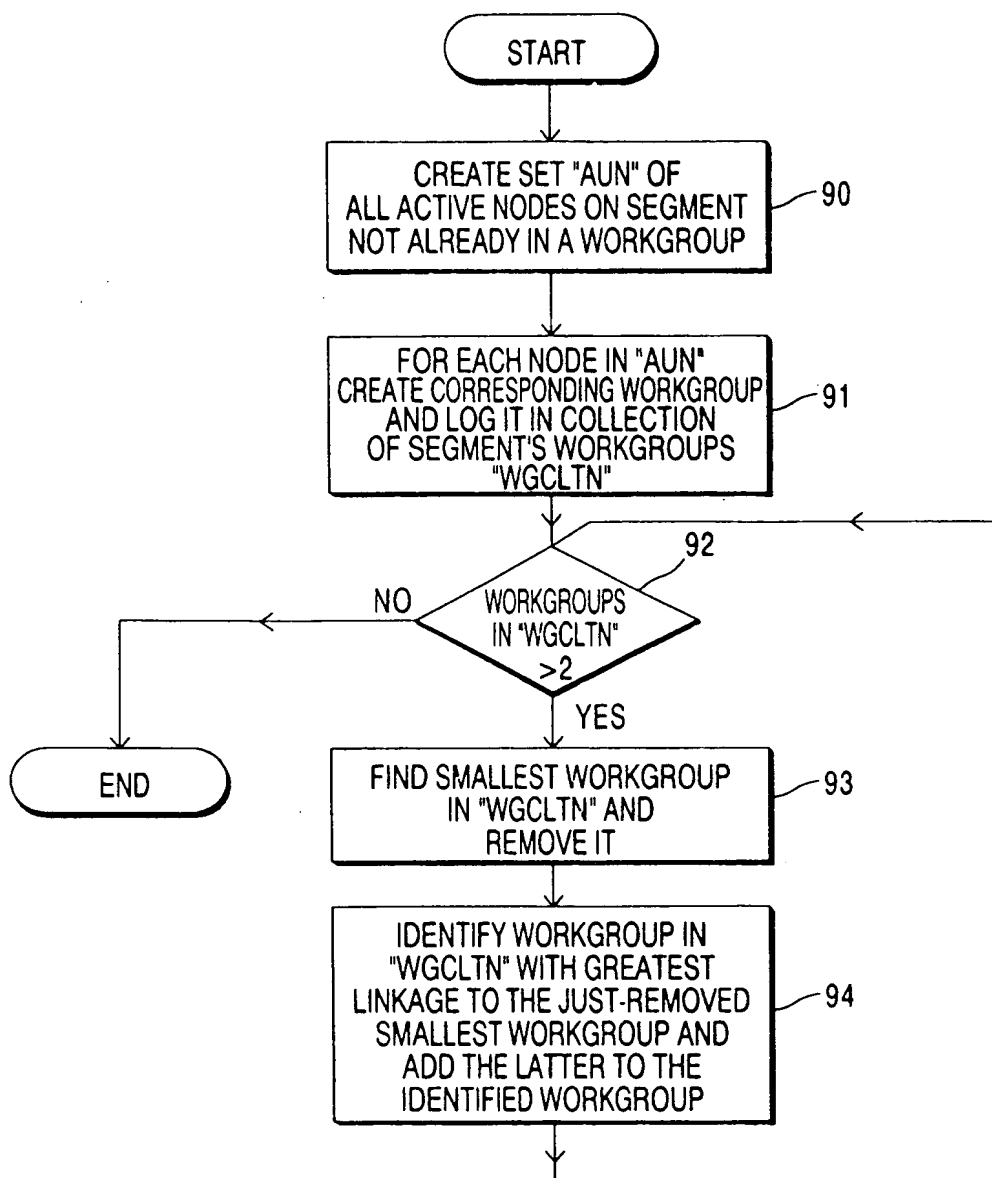 START
CREATE SET "AUN" OF
ALL ACTIVE NODES ON SEGMENT
NOT ALREADY IN A WORKGROUP
90
FOR EACH NODE IN "AUN"
CREATE CORRESPONDING WORKGROUP
AND LOG IT IN COLLECTION
OF SEGMENT'S WORKGROUPS
"WGCLTN"
91
92
NO
WORKGROUPS
IN "WGCLTN"
>2
YES
END
FIND SMALLEST WORKGROUP
IN "WGCLTN" AND
REMOVE IT
93
IDENTIFY WORKGROUP IN
"WGCLTN" WITH GREATEST
LINKAGE TO THE JUST-REMOVED
SMALLEST WORKGROUP AND
ADD THE LATTER TO THE
IDENTIFIED WORKGROUP
94